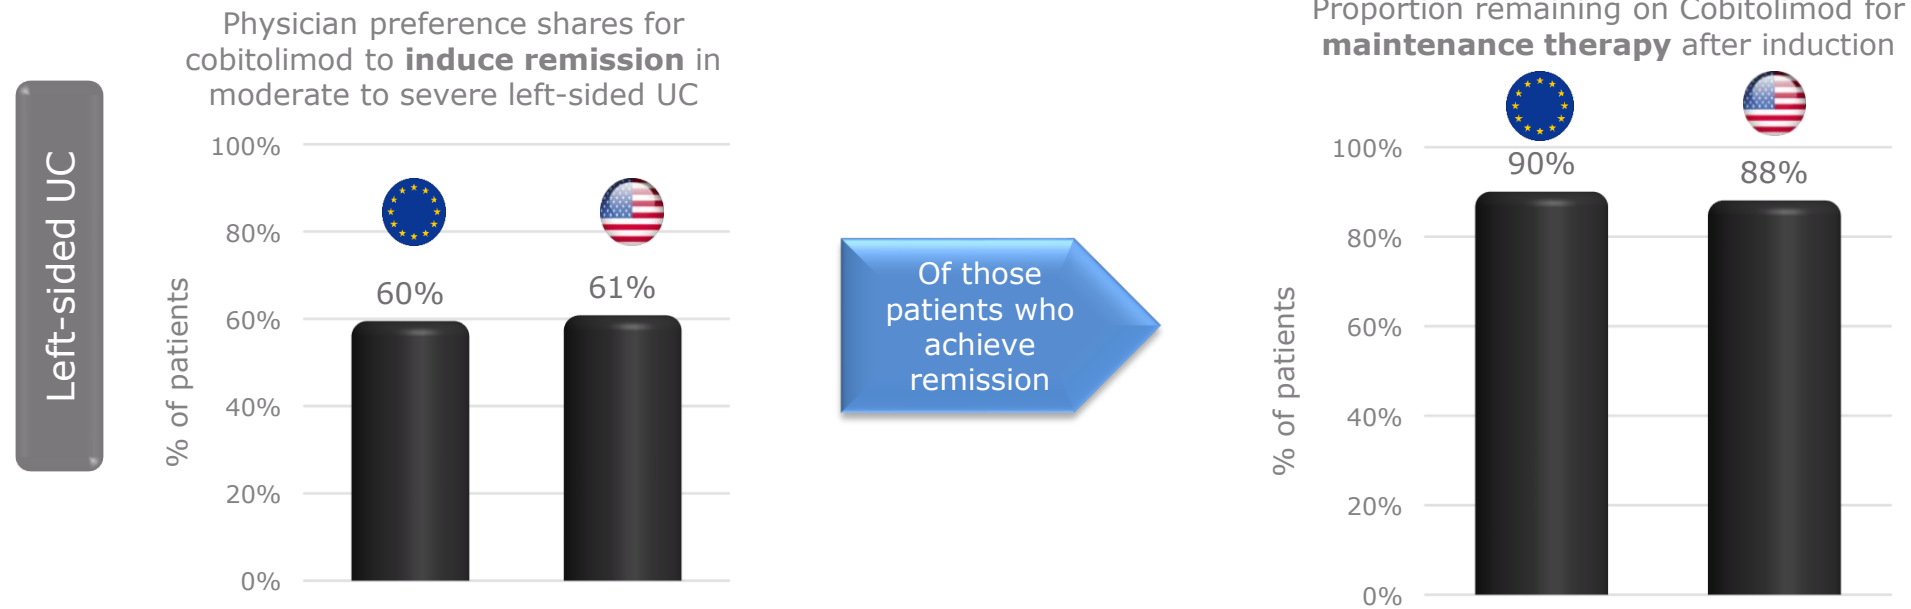 Left-sided UC
Physician preference shares for
cobitolimod to induce remission in
moderate to severe left-sided UC
% of patients
100%
80%
60%
40%
20%
0%
60%
61%
Of those
patients who
achieve
remission
Proportion remaining on Cobitolimod for
maintenance therapy after induction
% of patients
100%
80%
60%
40%
20%
0%
90%
88%